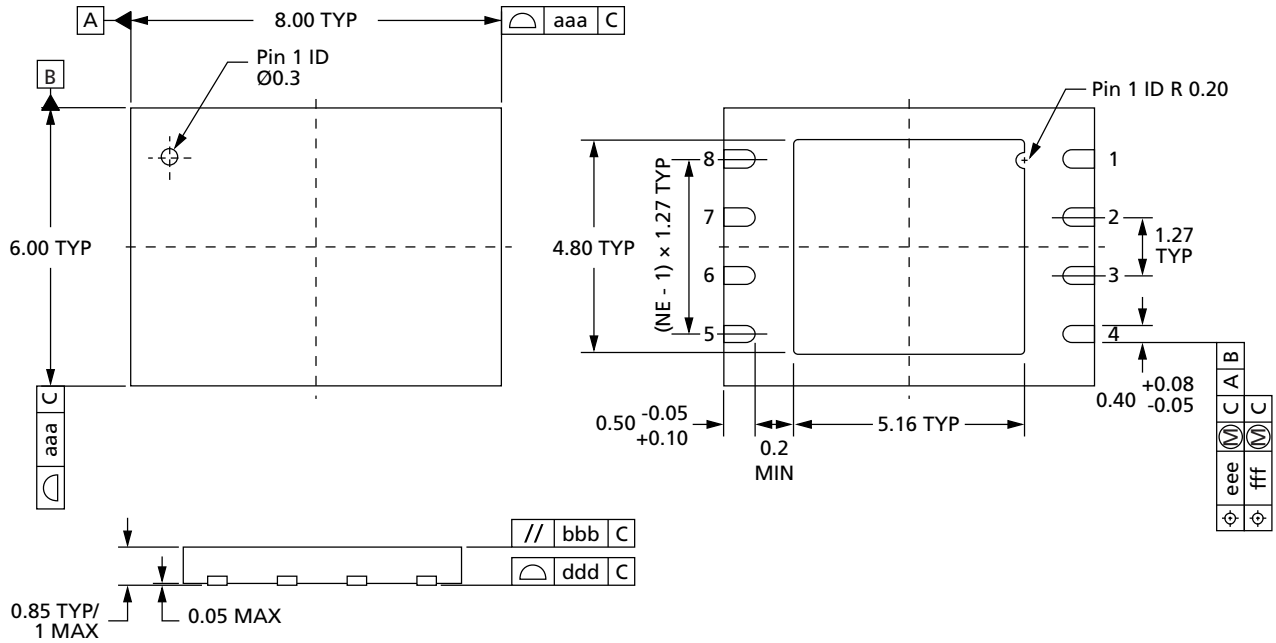 A
8.00 TYP
aaa C
Pin 1 ID
Ø0.3
B
6.00 TYP
aaa C
Pin 1 ID R 0.20
8
7
6
5
1
2
3
4
(NE - 1) × 1.27 TYP
4.80 TYP
1.27
TYP
0.50 -0.05
+0.10
0.2
MIN
5.16 TYP
0.40 +0.08
-0.05
eee M C A B
fff M C
// bbb C
ddd C
0.85 TYP/
1 MAX
0.05 MAX